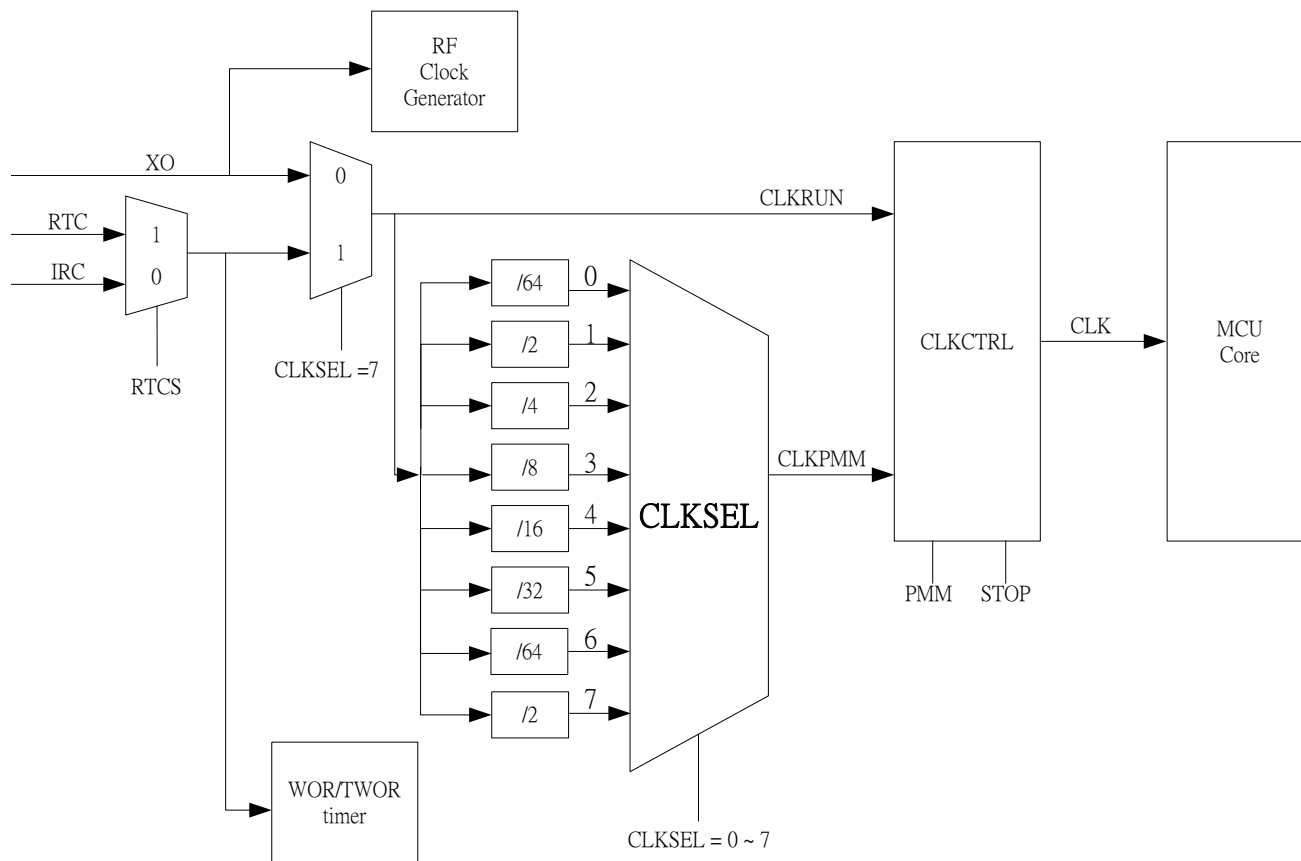 RF
Clock
Generator
XO
0
CLKRUN
RTC
1
1
IRC
0
RTCS
CLKSEL =7
/64
0
/2
1
/4
2
/8
3
/16
4
/32
5
/64
6
/2
7
CLKSEL
CLKPMM
CLKCTRL
CLK
MCU
Core
PMM
STOP
WOR/TWOR
timer
CLKSEL = 0 ~ 7